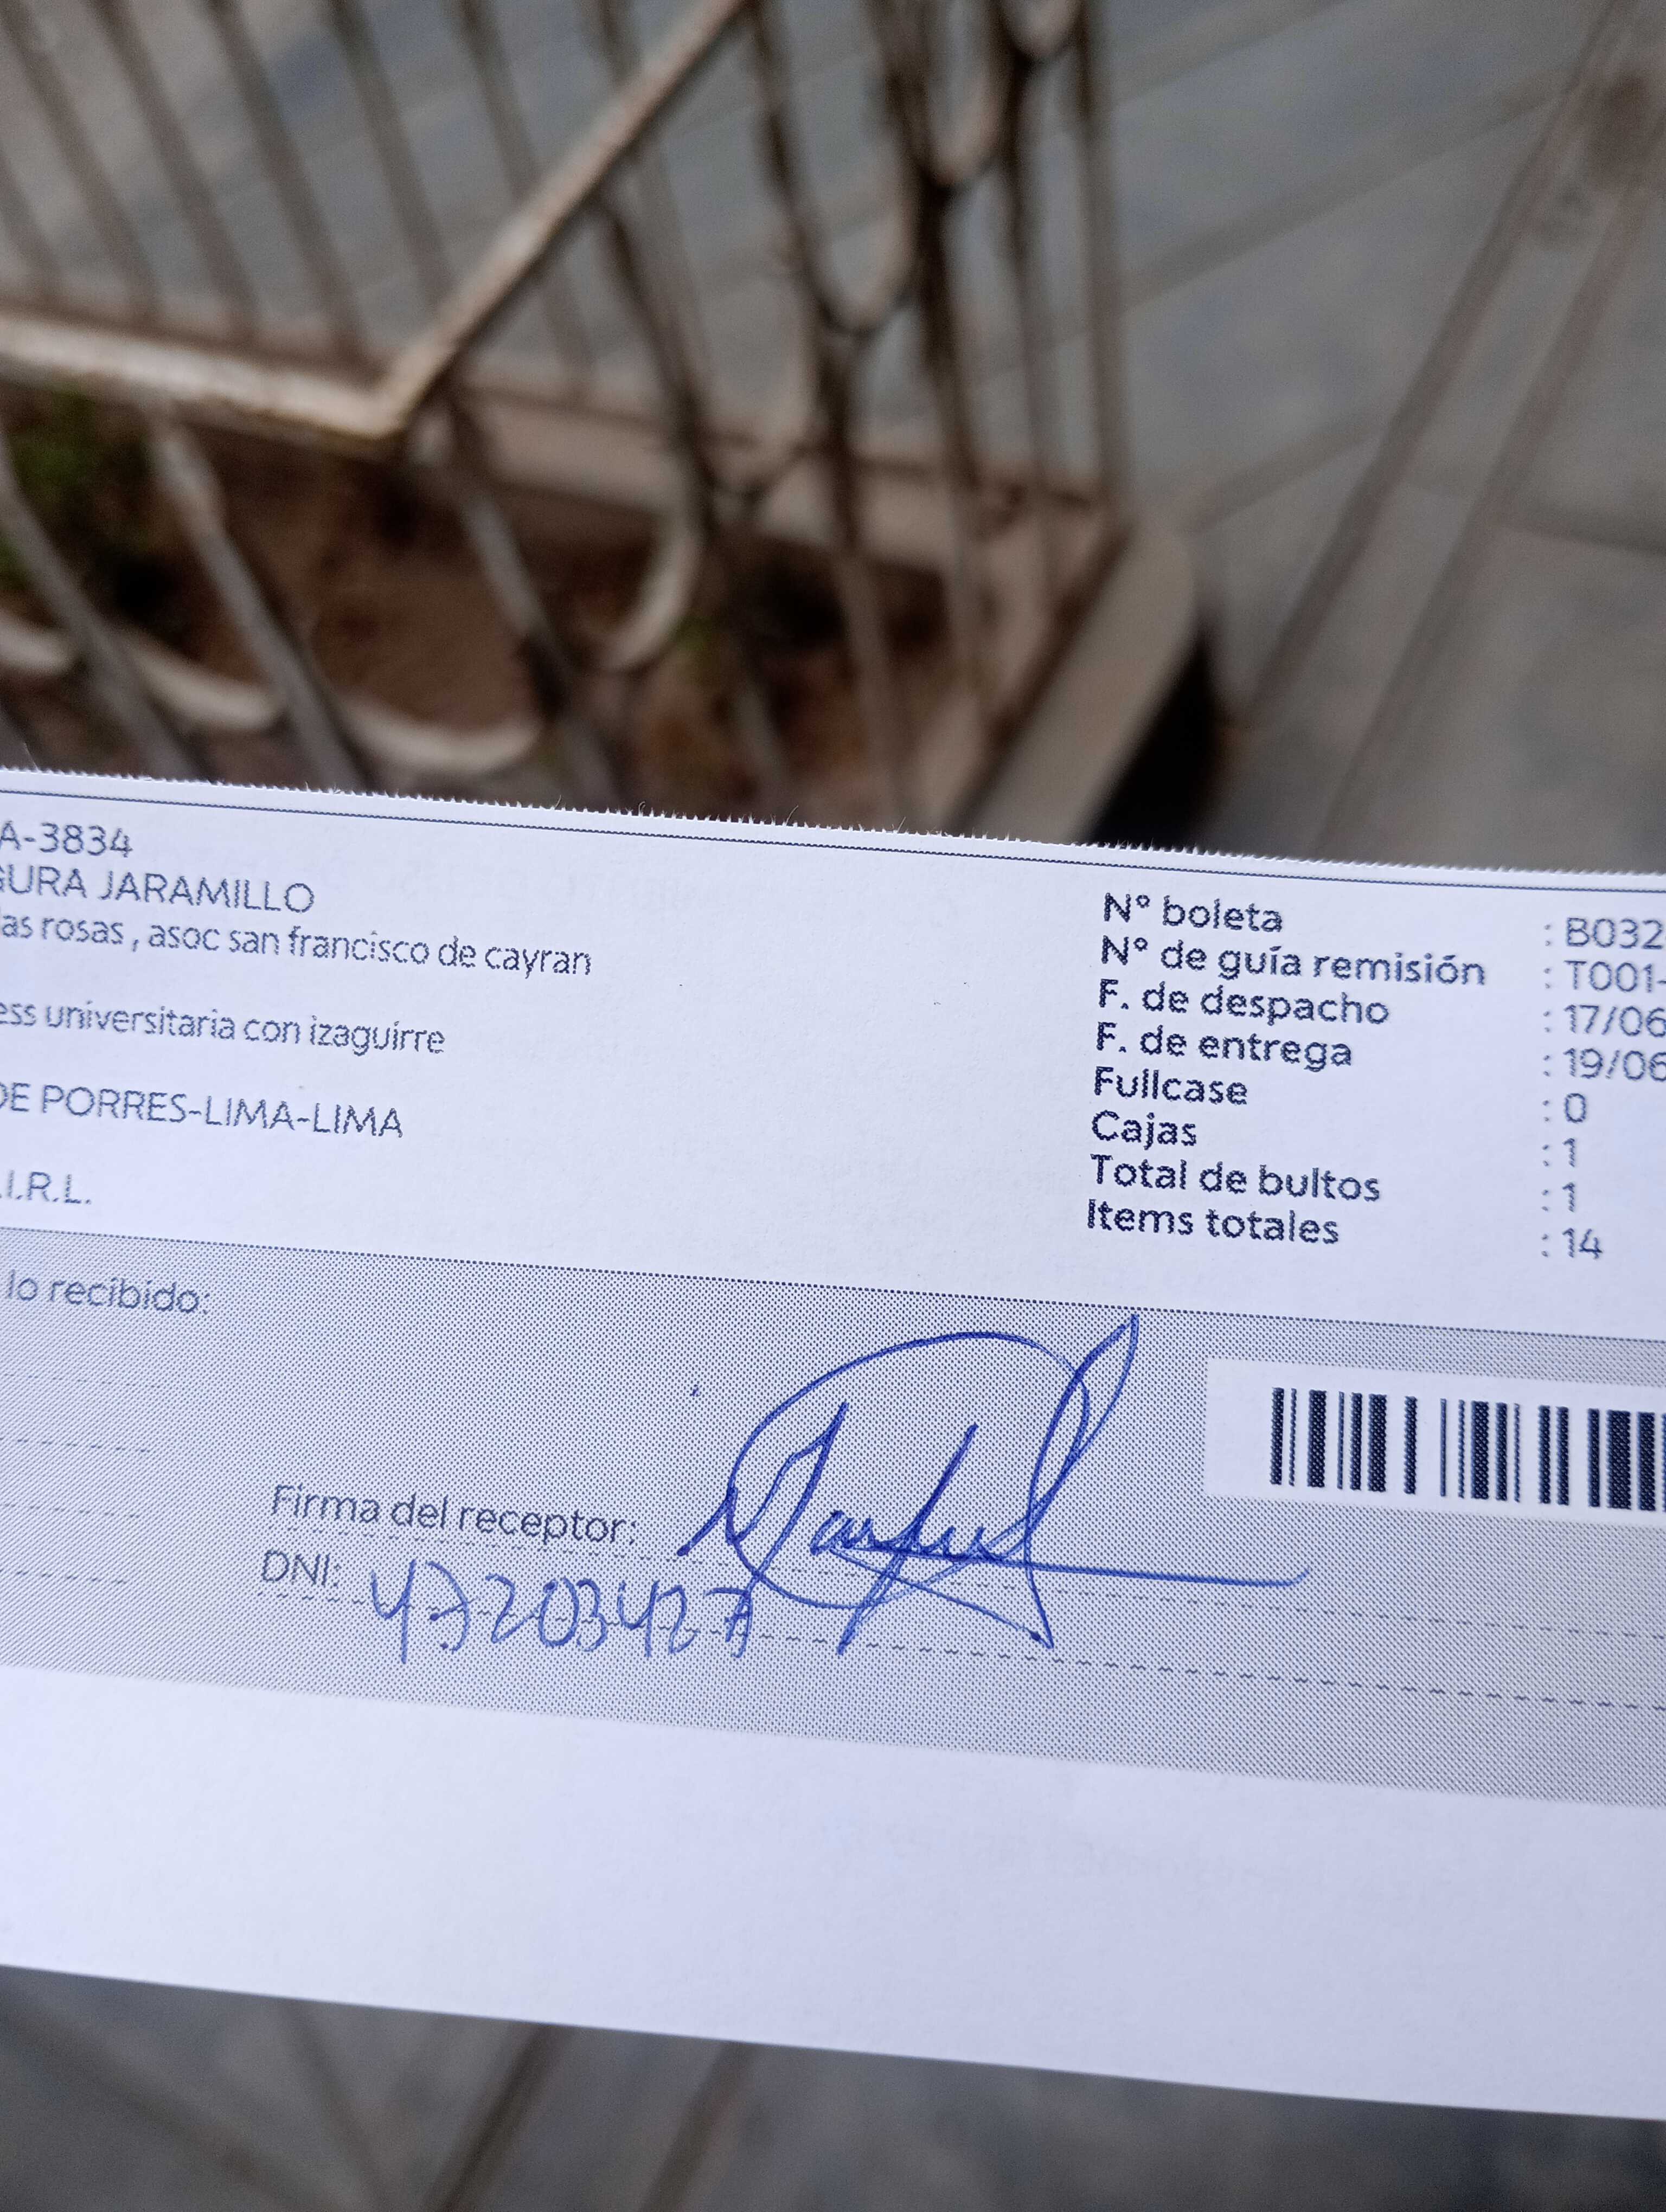 A-3834
GURA JARAMILLO
las rosas , asoc san francisco de cayran
ess universitaria con izaguirre
DE PORRES-LIMA-LIMA
.I.R.L.
N° boleta : B032
N° de guía remisión : T001-
F. de despacho : 17/06
F. de entrega : 19/06
Fullcase : 0
Cajas : 1
Total de bultos : 1
Items totales : 14
lo recibido:
Firma del receptor:
DNI: 47203427